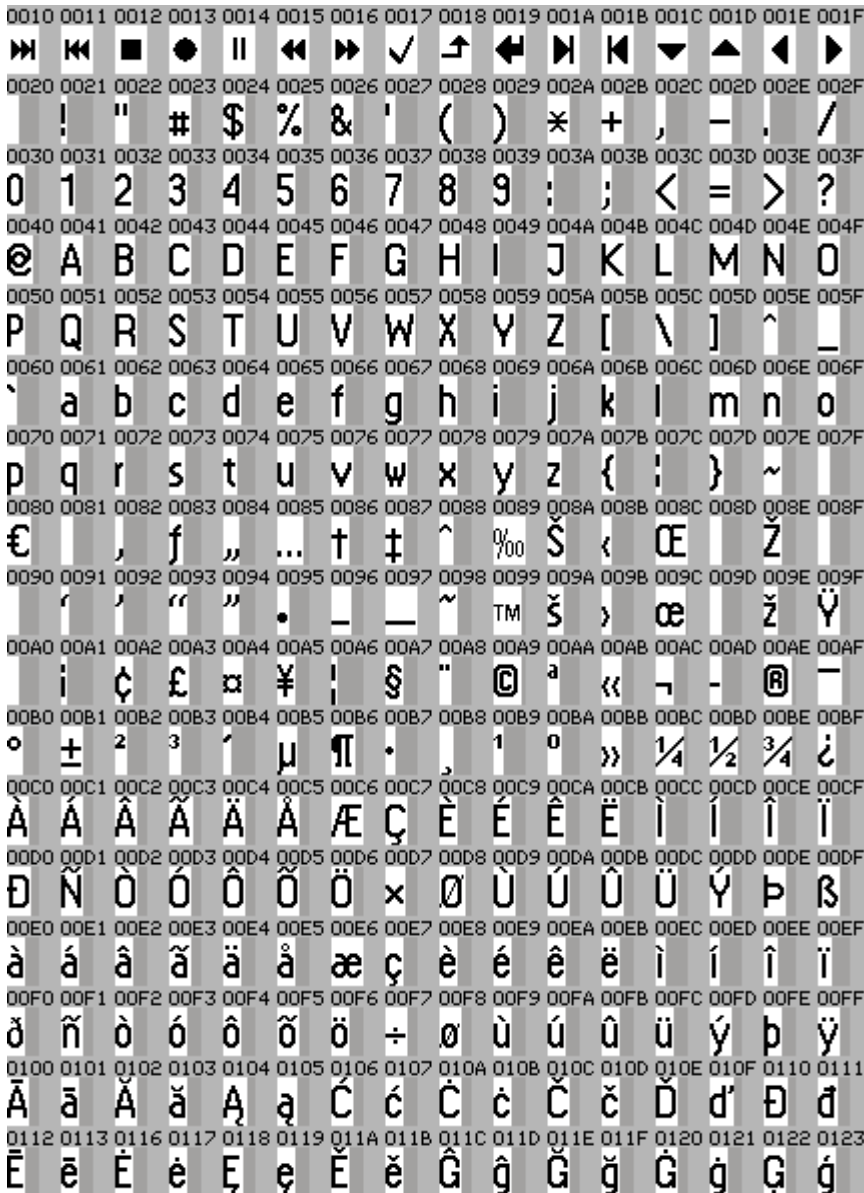 0010 0011 0012 0013 0014 0015 0016 0017 0018 0019 001A 001B 001C 001D 001E 001F
⏭ ⏮ ■ ● ⏸ ◀◀ ▶▶ ✓ ⮥ ↵ ▶| |◀ ▼ ▲ ◀ ▶
0020 0021 0022 0023 0024 0025 0026 0027 0028 0029 002A 002B 002C 002D 002E 002F
! " # $ % & ' ( ) * + , - . /
0030 0031 0032 0033 0034 0035 0036 0037 0038 0039 003A 003B 003C 003D 003E 003F
0 1 2 3 4 5 6 7 8 9 : ; < = > ?
0040 0041 0042 0043 0044 0045 0046 0047 0048 0049 004A 004B 004C 004D 004E 004F
@ A B C D E F G H I J K L M N O
0050 0051 0052 0053 0054 0055 0056 0057 0058 0059 005A 005B 005C 005D 005E 005F
P Q R S T U V W X Y Z [ \ ] ^ _
0060 0061 0062 0063 0064 0065 0066 0067 0068 0069 006A 006B 006C 006D 006E 006F
` a b c d e f g h i j k l m n o
0070 0071 0072 0073 0074 0075 0076 0077 0078 0079 007A 007B 007C 007D 007E 007F
p q r s t u v w x y z { ¦ } ~
0080 0081 0082 0083 0084 0085 0086 0087 0088 0089 008A 008B 008C 008D 008E 008F
€ ‚ ƒ „ … † ‡ ˆ ‰ Š ‹ Œ Ž
0090 0091 0092 0093 0094 0095 0096 0097 0098 0099 009A 009B 009C 009D 009E 009F
‘ ’ “ ” • – — ˜ ™ š › œ ž Ÿ
00A0 00A1 00A2 00A3 00A4 00A5 00A6 00A7 00A8 00A9 00AA 00AB 00AC 00AD 00AE 00AF
¡ ¢ £ ¤ ¥ ¦ § ¨ © ª « ¬ - ® ¯
00B0 00B1 00B2 00B3 00B4 00B5 00B6 00B7 00B8 00B9 00BA 00BB 00BC 00BD 00BE 00BF
° ± ² ³ ´ µ ¶ · ¸ ¹ º » ¼ ½ ¾ ¿
00C0 00C1 00C2 00C3 00C4 00C5 00C6 00C7 00C8 00C9 00CA 00CB 00CC 00CD 00CE 00CF
À Á Â Ã Ä Å Æ Ç È É Ê Ë Ì Í Î Ï
00D0 00D1 00D2 00D3 00D4 00D5 00D6 00D7 00D8 00D9 00DA 00DB 00DC 00DD 00DE 00DF
Ð Ñ Ò Ó Ô Õ Ö × Ø Ù Ú Û Ü Ý Þ ß
00E0 00E1 00E2 00E3 00E4 00E5 00E6 00E7 00E8 00E9 00EA 00EB 00EC 00ED 00EE 00EF
à á â ã ä å æ ç è é ê ë ì í î ï
00F0 00F1 00F2 00F3 00F4 00F5 00F6 00F7 00F8 00F9 00FA 00FB 00FC 00FD 00FE 00FF
ð ñ ò ó ô õ ö ÷ ø ù ú û ü ý þ ÿ
0100 0101 0102 0103 0104 0105 0106 0107 010A 010B 010C 010D 010E 010F 0110 0111
Ā ā Ă ă Ą ą Ć ć Ċ ċ Č č Ď ď Đ đ
0112 0113 0116 0117 0118 0119 011A 011B 011C 011D 011E 011F 0120 0121 0122 0123
Ē ē Ė ė Ę ę Ě ě Ĝ ĝ Ğ ğ Ġ ġ Ģ ģ